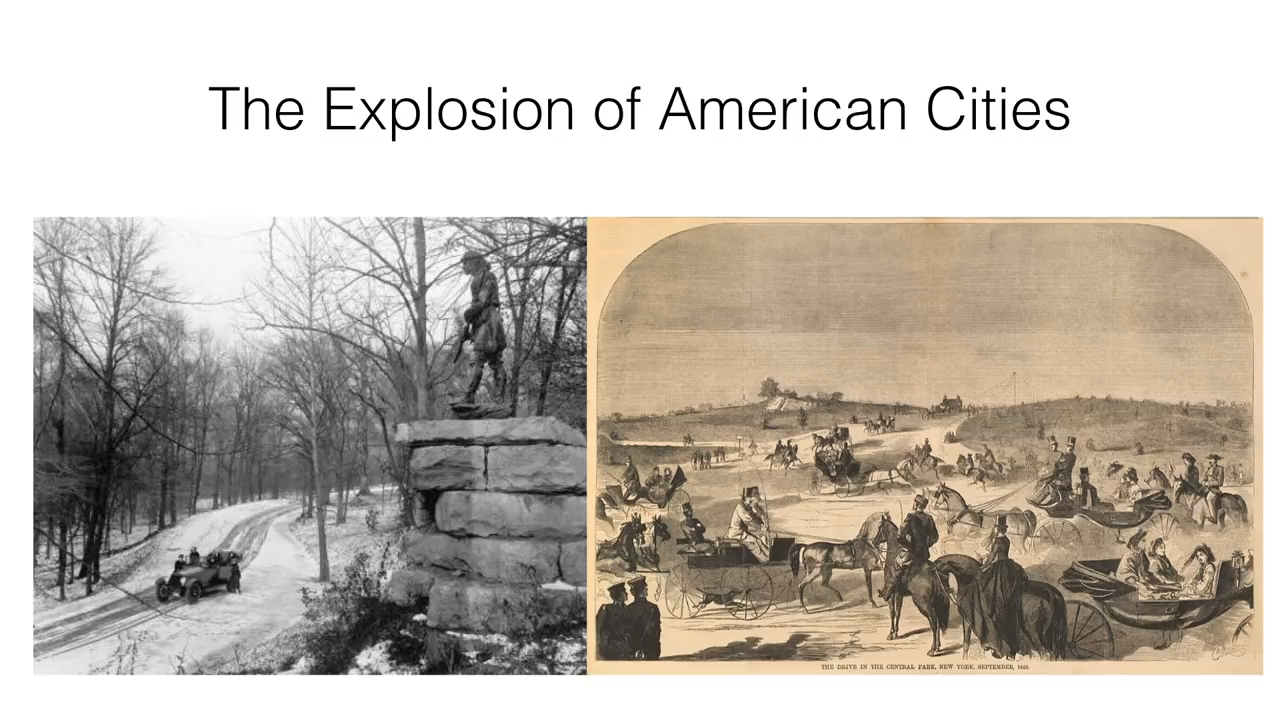 The Explosion of American Cities
THE DRIVE IN THE CENTRAL PARK, NEW YORK, SEPTEMBER, 1860.